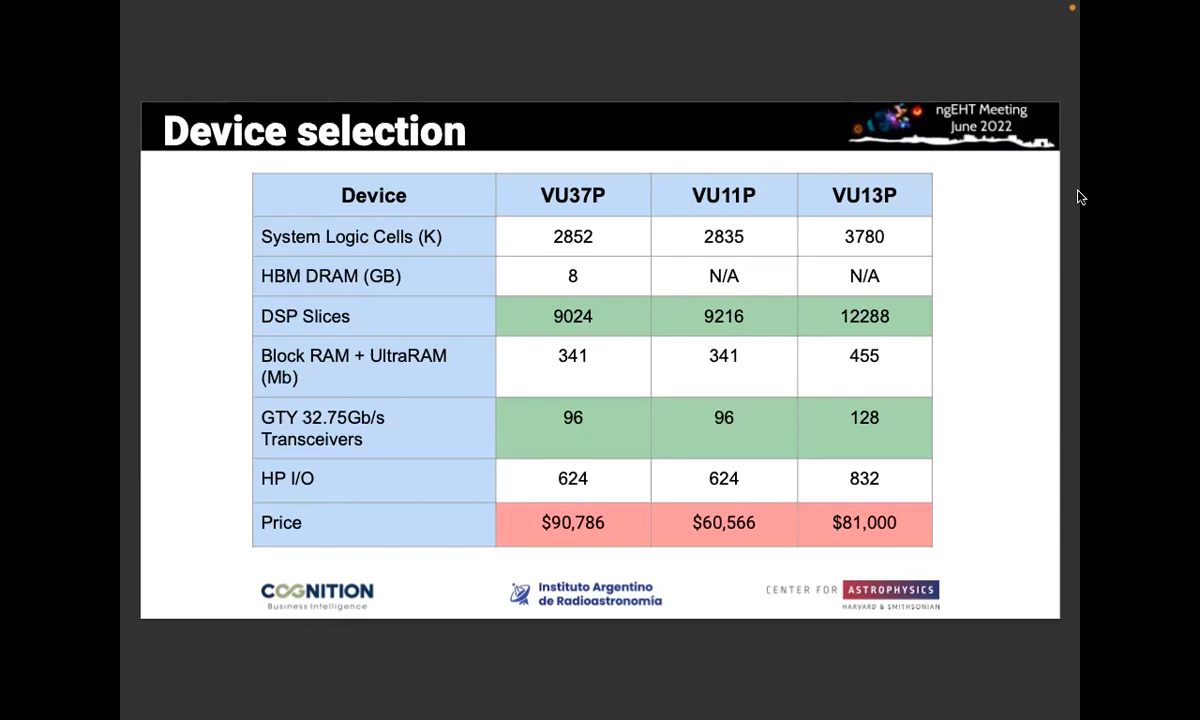 Device selection
ngEHT Meeting
June 2022
Device VU37P VU11P VU13P
System Logic Cells (K) 2852 2835 3780
HBM DRAM (GB) 8 N/A N/A
DSP Slices 9024 9216 12288
Block RAM + UltraRAM
(Mb) 341 341 455
GTY 32.75Gb/s
Transceivers 96 96 128
HP I/O 624 624 832
Price $90,786 $60,566 $81,000
COGNITION
Business Intelligence
Instituto Argentino
de Radioastronomía
CENTER FOR ASTROPHYSICS
HARVARD & SMITHSONIAN